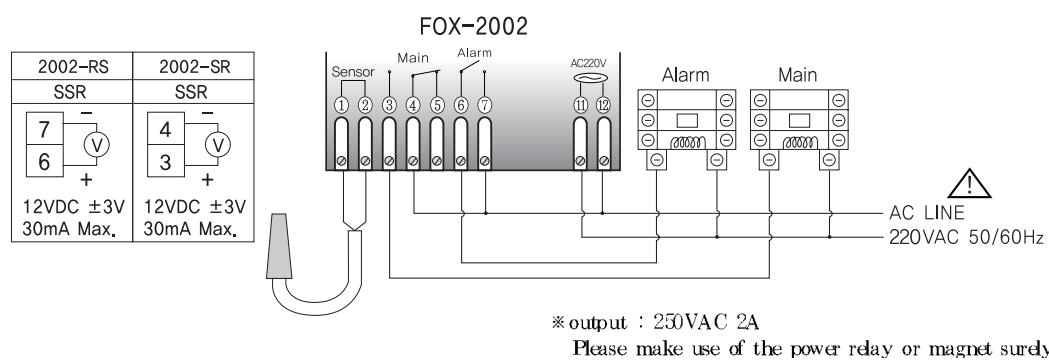 FOX-2002
2002-RS 2002-SR
SSR SSR
7 − 4 −
V V
6 + 3 +
12VDC ±3V 12VDC ±3V
30mA Max. 30mA Max.
Sensor Main Alarm AC220V
① ② ③ ④ ⑤ ⑥ ⑦ ⑪ ⑫
Alarm Main
!
AC LINE
220VAC 50/60Hz
※output : 250VAC 2A
Please make use of the power relay or magnet surely